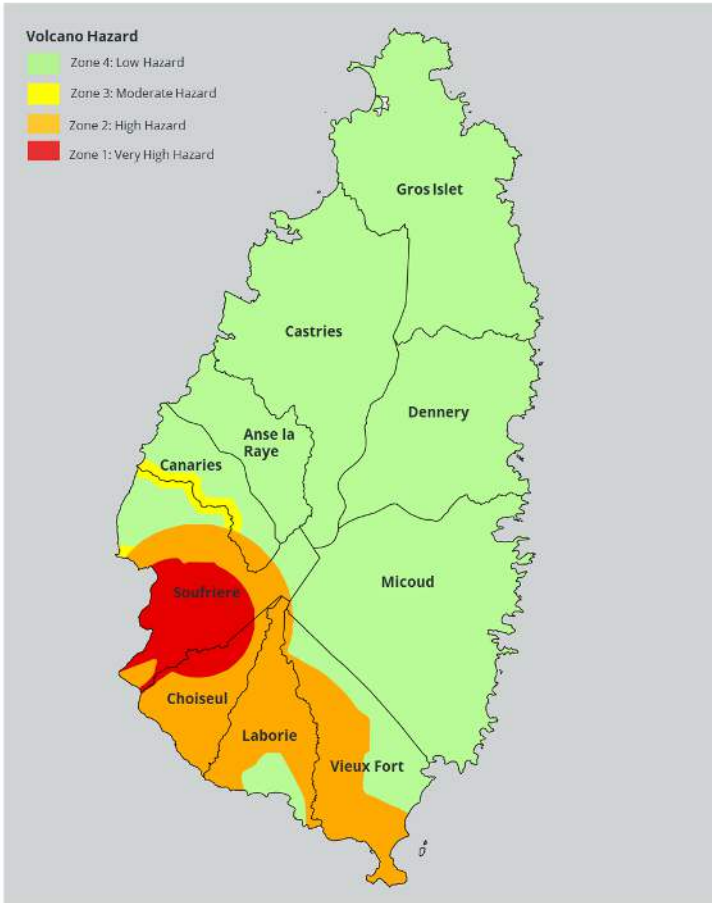 Volcano Hazard
Zone 4: Low Hazard
Zone 3: Moderate Hazard
Zone 2: High Hazard
Zone 1: Very High Hazard
Gros Islet
Castries
Dennery
Anse la
Raye
Canaries
Micoud
Soufriere
Choiseul
Laborie
Vieux Fort